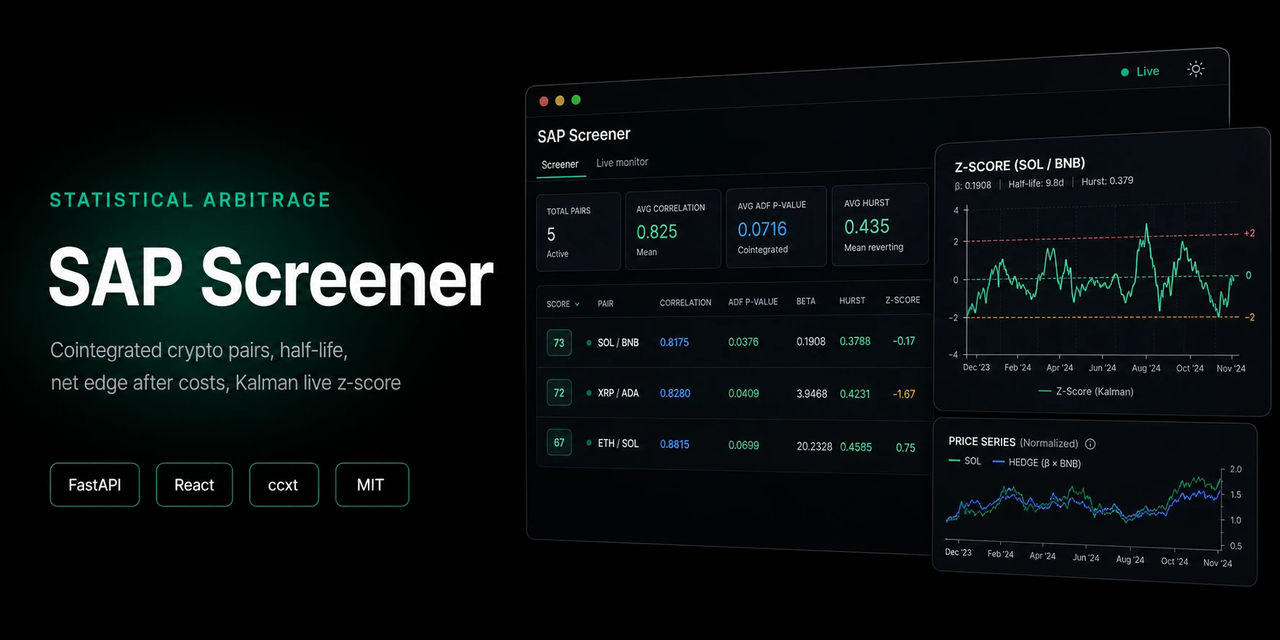 STATISTICAL ARBITRAGE
SAP Screener
Cointegrated crypto pairs, half-life,
net edge after costs, Kalman live z-score
FastAPI React ccxt MIT
Live
SAP Screener
Screener Live monitor
TOTAL PAIRS
5
Active
AVG CORRELATION
0.825
Mean
AVG ADF P-VALUE
0.0716
Cointegrated
AVG HURST
0.435
Mean reverting
SCORE PAIR CORRELATION ADF P-VALUE BETA HURST Z-SCORE
73 SOL / BNB 0.8175 0.0376 0.1908 0.3788 -0.17
72 XRP / ADA 0.8280 0.0409 3.9468 0.4231 -1.67
67 ETH / SOL 0.8815 0.0699 20.2328 0.4585 0.75
Z-SCORE (SOL / BNB)
β: 0.1908 | Half-life: 9.8d | Hurst: 0.379
4
2
0
−2
−4
+2
0
−2
Dec '23 Feb '24 Apr '24 Jun '24 Aug '24 Oct '24 Nov '24
Z-Score (Kalman)
PRICE SERIES (Normalized)
SOL HEDGE (β × BNB)
2.0
1.5
1.0
0.5
Dec '23 Feb '24 Apr '24 Jun '24 Aug '24 Oct '24 Nov '24